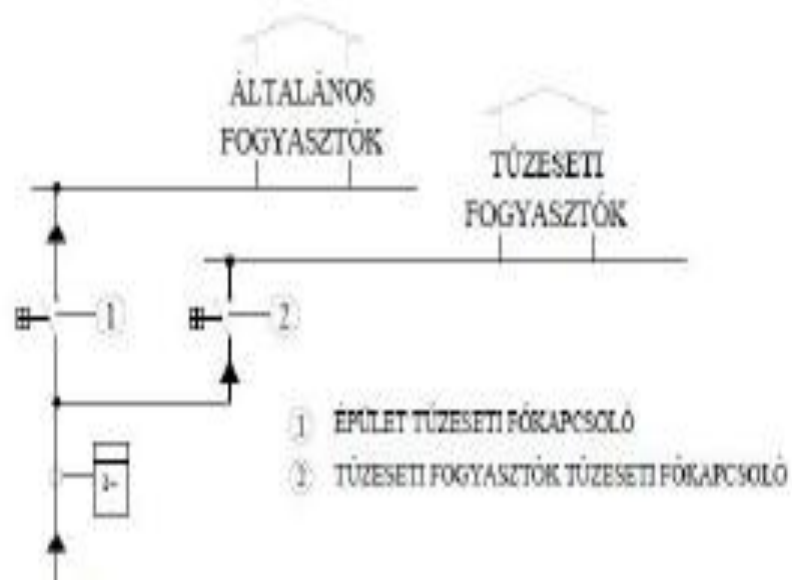 ÁLTALÁNOS
FOGYASZTÓK
TŰZESETI
FOGYASZTÓK
1
2
1 ÉPÜLET TŰZESETI FŐKAPCSOLÓ
2 TŰZESETI FOGYASZTÓK TŰZESETI FŐKAPCSOLÓ